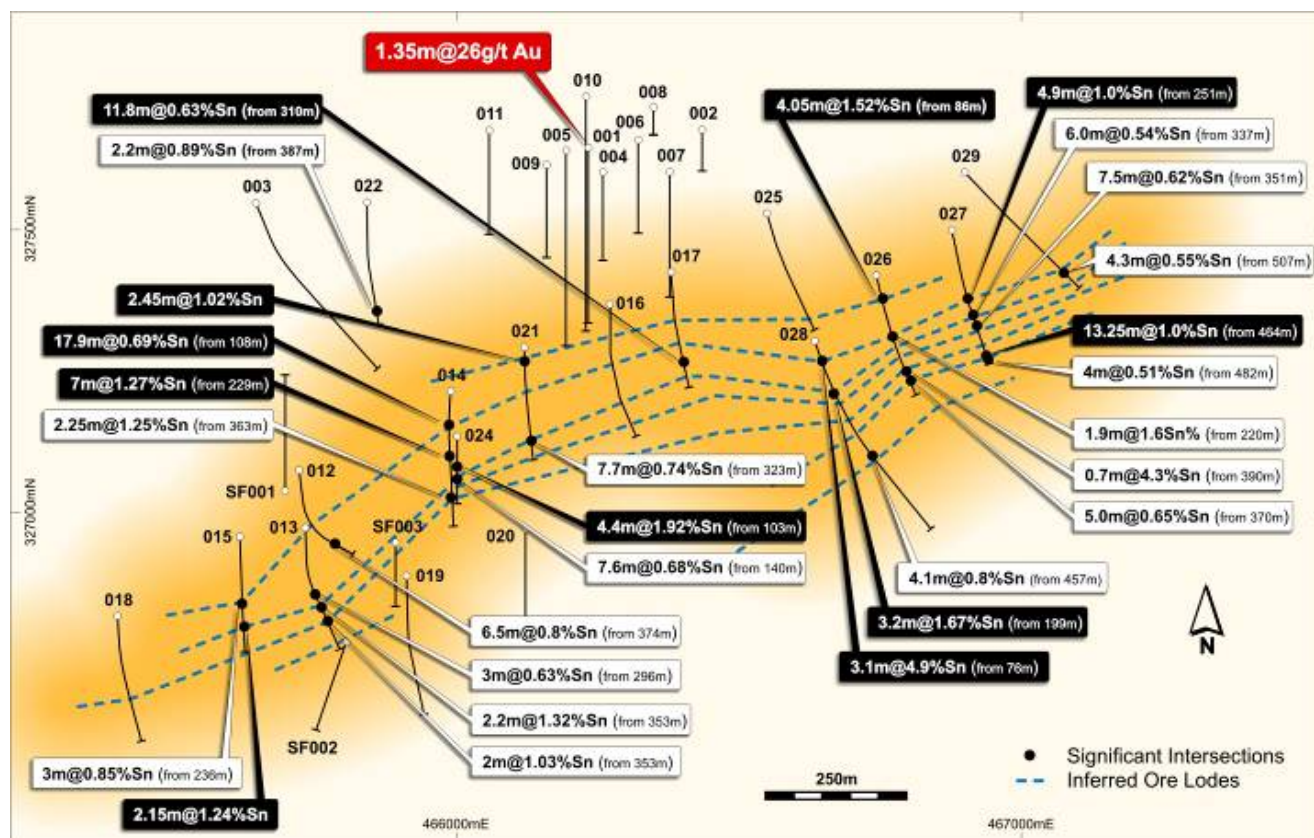 1.35m@26g/t Au
11.8m@0.63%Sn (from 310m)
2.2m@0.89%Sn (from 387m)
4.05m@1.52%Sn (from 86m)
4.9m@1.0%Sn (from 251m)
6.0m@0.54%Sn (from 337m)
7.5m@0.62%Sn (from 351m)
4.3m@0.55%Sn (from 507m)
13.25m@1.0%Sn (from 464m)
4m@0.51%Sn (from 482m)
1.9m@1.6Sn% (from 220m)
0.7m@4.3%Sn (from 390m)
5.0m@0.65%Sn (from 370m)
2.45m@1.02%Sn
17.9m@0.69%Sn (from 108m)
7m@1.27%Sn (from 229m)
2.25m@1.25%Sn (from 363m)
7.7m@0.74%Sn (from 323m)
4.4m@1.92%Sn (from 103m)
7.6m@0.68%Sn (from 140m)
4.1m@0.8%Sn (from 457m)
3.2m@1.67%Sn (from 199m)
3.1m@4.9%Sn (from 76m)
6.5m@0.8%Sn (from 374m)
3m@0.63%Sn (from 296m)
2.2m@1.32%Sn (from 353m)
2m@1.03%Sn (from 353m)
3m@0.85%Sn (from 236m)
2.15m@1.24%Sn
010
008
002
011
005
001
006
009
004
007
003
022
025
029
027
017
026
016
021
028
014
024
012
SF001
013
SF003
015
020
019
018
SF002
327500mN
327000mN
N
250m
Significant Intersections
Inferred Ore Lodes
466000mE
467000mE